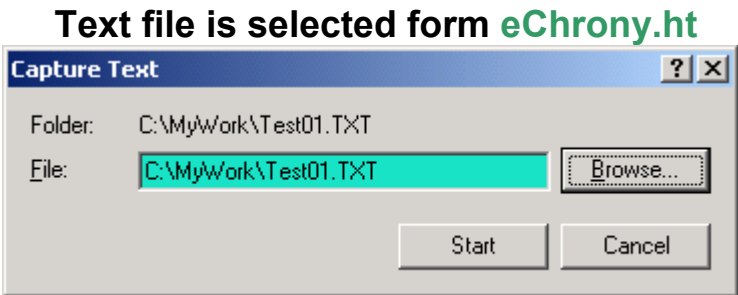 Text file is selected form eChrony.ht
Capture Text
Folder: C:\MyWork\Test01.TXT
File: C:\MyWork\Test01.TXT Browse...
Start Cancel